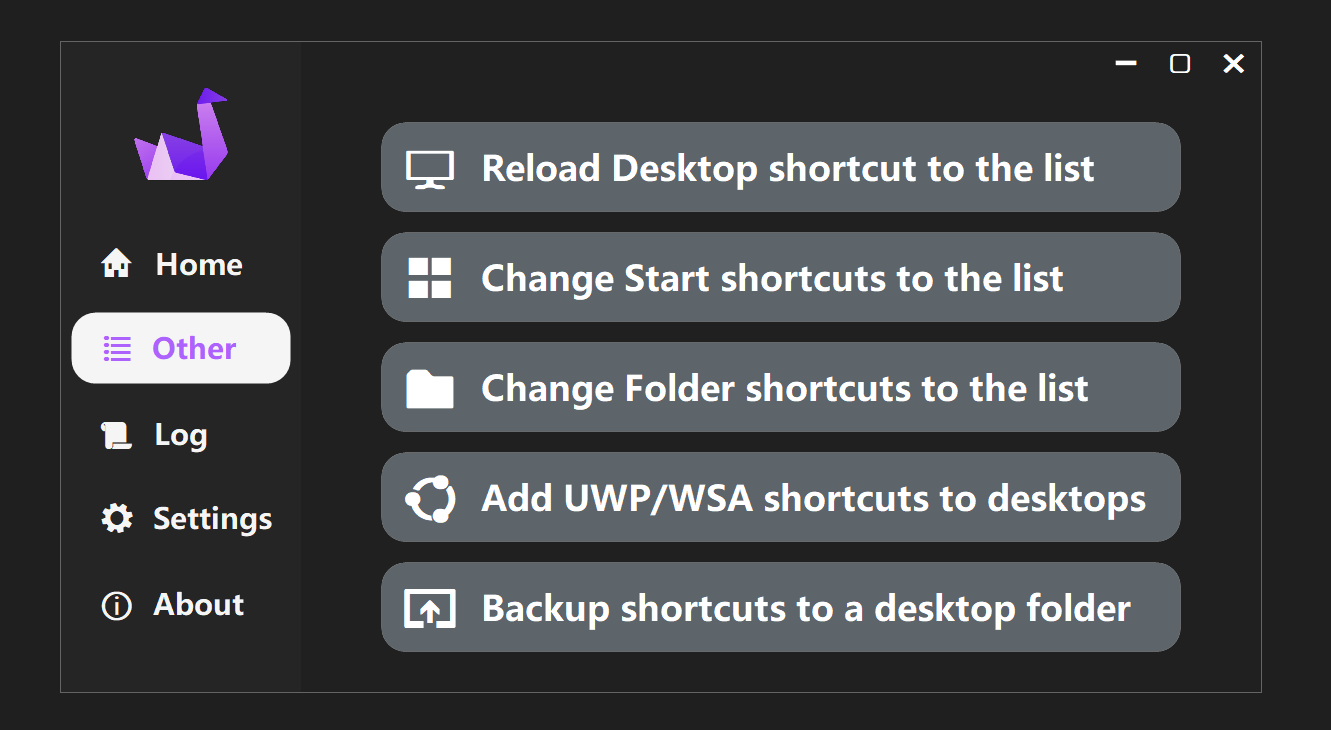 Home
Other
Log
Settings
About
Reload Desktop shortcut to the list
Change Start shortcuts to the list
Change Folder shortcuts to the list
Add UWP/WSA shortcuts to desktops
Backup shortcuts to a desktop folder